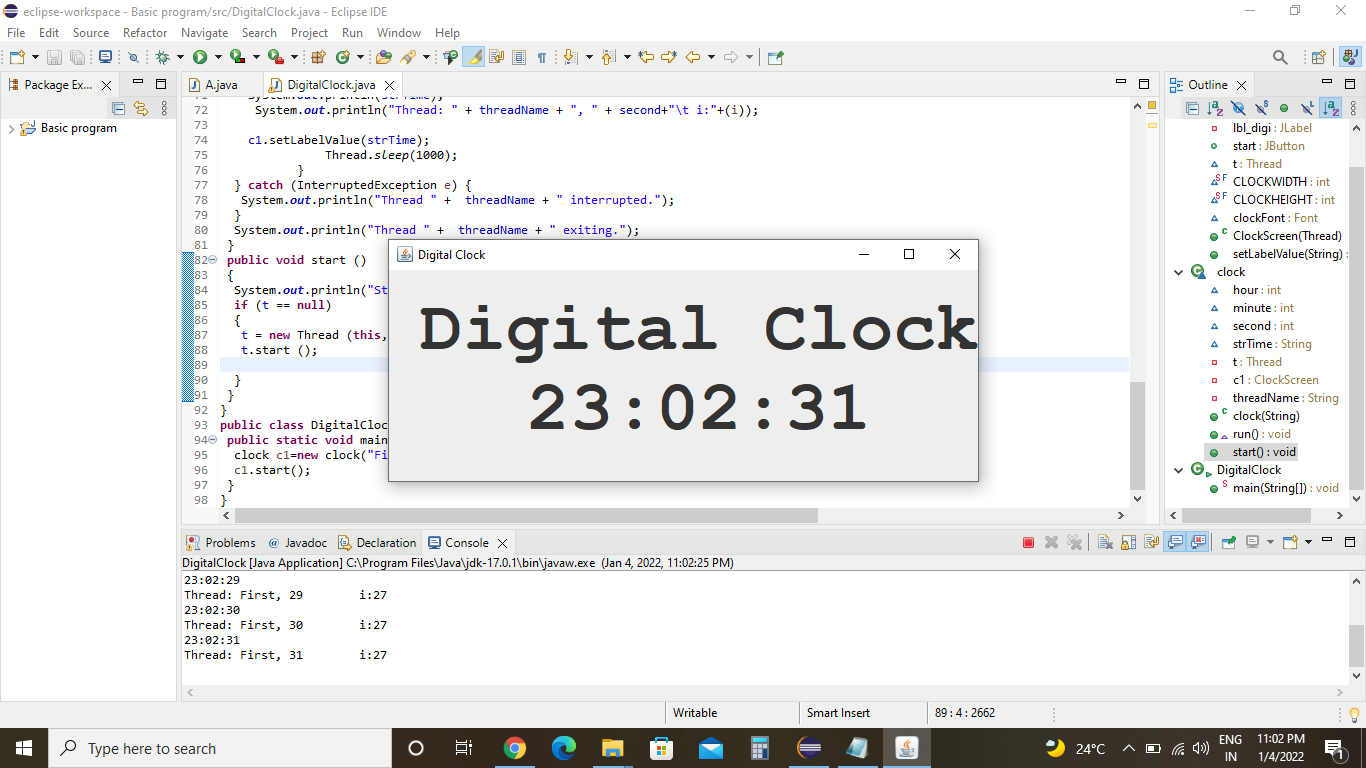 eclipse-workspace - Basic program/src/DigitalClock.java - Eclipse IDE
File Edit Source Refactor Navigate Search Project Run Window Help
Package Ex...
A.java
DigitalClock.java
Outline
Basic program
71 System.out.println(strTime);
72 System.out.println("Thread: " + threadName + ", " + second+"\t i:"+(i));
73
74 c1.setLabelValue(strTime);
75 Thread.sleep(1000);
76 }
77 } catch (InterruptedException e) {
78 System.out.println("Thread " + threadName + " interrupted.");
79 }
80 System.out.println("Thread " + threadName + " exiting.");
81 }
82 public void start ()
83 {
84 System.out.println("St
85 if (t == null)
86 {
87 t = new Thread (this,
88 t.start ();
89
90 }
91 }
92 }
93 public class DigitalCloc
94 public static void main
95 clock c1=new clock("Fi
96 c1.start();
97 }
98 }
Digital Clock
Digital Clock
23:02:31
lbl_digi : JLabel
start : JButton
t : Thread
CLOCKWIDTH : int
CLOCKHEIGHT : int
clockFont : Font
ClockScreen(Thread)
setLabelValue(String) :
clock
hour : int
minute : int
second : int
strTime : String
t : Thread
c1 : ClockScreen
threadName : String
clock(String)
run() : void
start() : void
DigitalClock
main(String[]) : void
Problems @ Javadoc Declaration Console
DigitalClock [Java Application] C:\Program Files\Java\jdk-17.0.1\bin\javaw.exe (Jan 4, 2022, 11:02:25 PM)
23:02:29
Thread: First, 29 i:27
23:02:30
Thread: First, 30 i:27
23:02:31
Thread: First, 31 i:27
Writable
Smart Insert
89 : 4 : 2662
Type here to search
24°C
ENG
IN
11:02 PM
1/4/2022
1